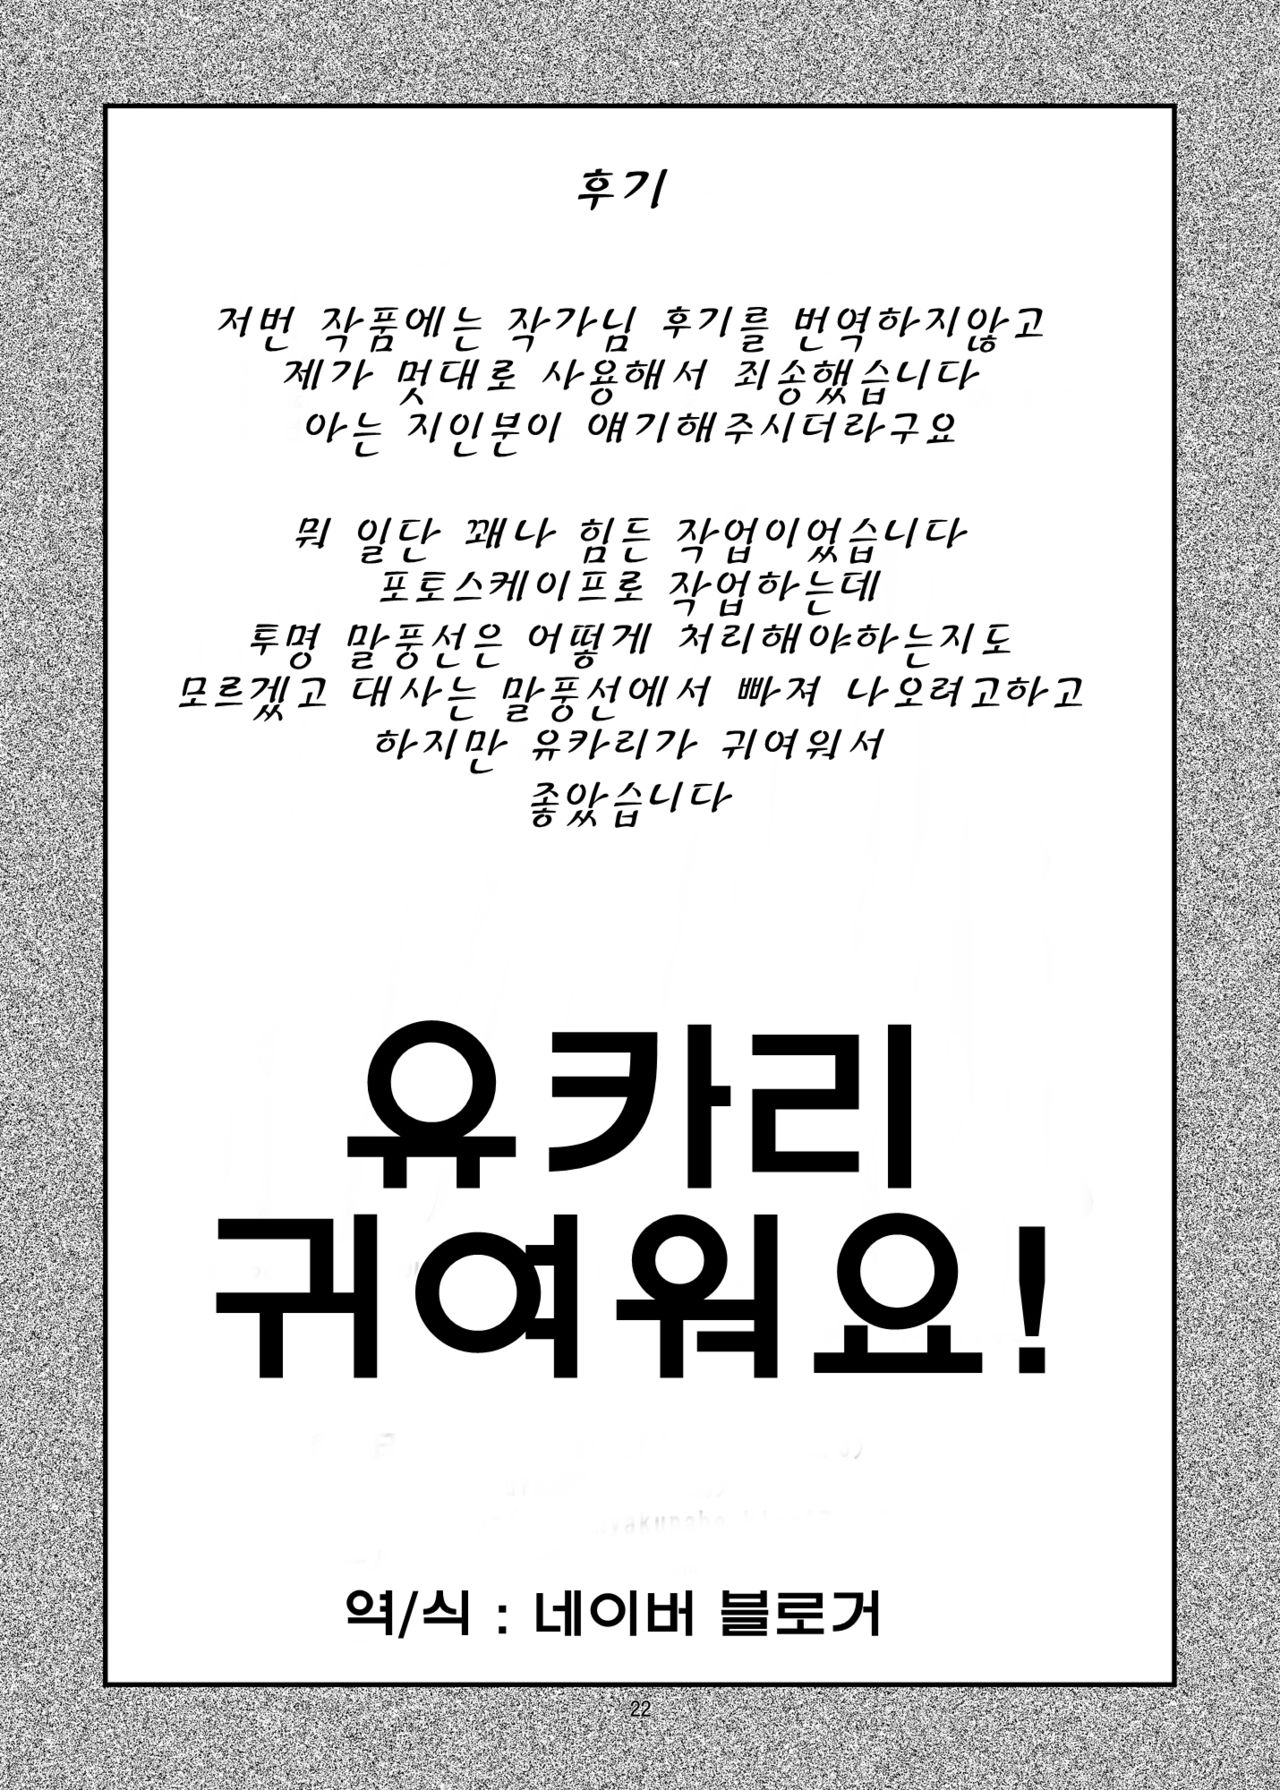 후기
저번 작품에는 작가님 후기를 번역하지않고
제가 멋대로 사용해서 죄송했습니다
아는 지인분이 얘기해주시더라구요
뭐 일단 꽤나 힘든 작업이었습니다
포토스케이프로 작업하는데
투명 말풍선은 어떻게 처리해야하는지도
모르겠고 대사는 말풍선에서 빠져 나오려고하고
하지만 유카리가 귀여워서
좋았습니다
유카리
귀여워요!
역/식 : 네이버 블로거
22